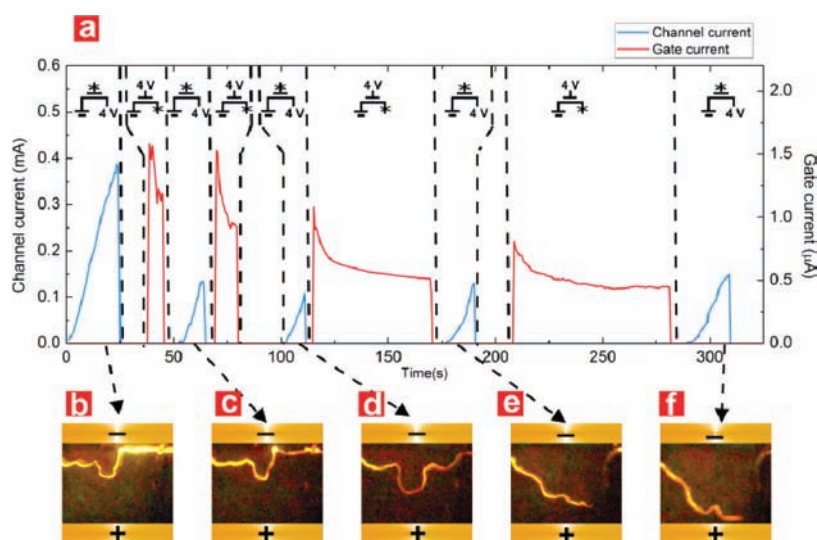 a
Channel current
Gate current
0.6
0.5
0.4
0.3
0.2
0.1
0.0
Channel current (mA)
2.0
1.5
1.0
0.5
0.0
Gate current (μA)
* 4 V
4 V *
* 4 V
4 V *
* 4 V
4 V *
* 4 V
4 V *
* 4 V
0 50 100 150 200 250 300
Time(s)
b c d e f
− − − − −
+ + + + +